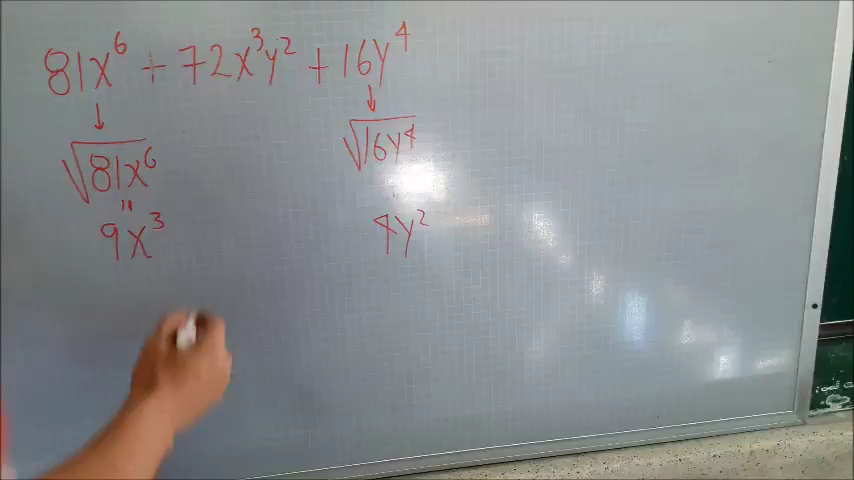 81x⁶ + 72x³y² + 16y⁴
↓ ↓
√81x⁶ √16y⁴
= =
9x³ 4y²